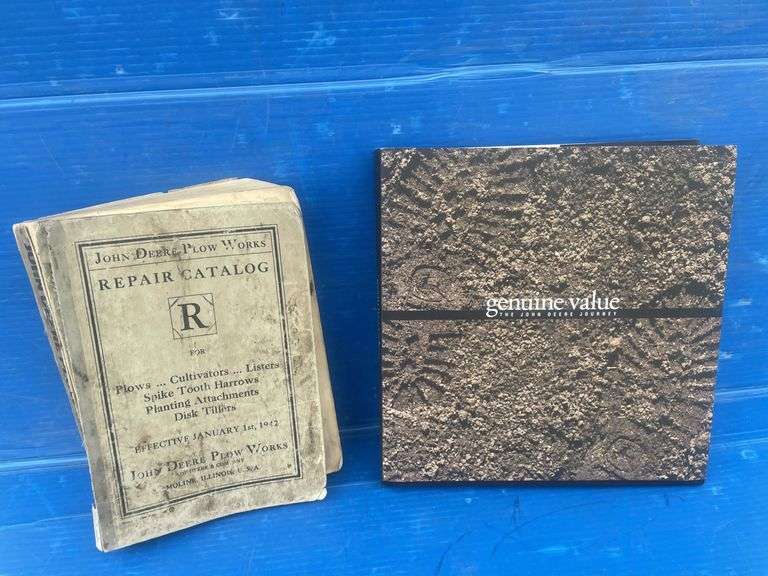 John Deere Plow Works
REPAIR CATALOG
R
FOR
Plows ... Cultivators ... Listers
Spike Tooth Harrows
Planting Attachments
Disk Tillers
EFFECTIVE JANUARY 1st, 1942
John Deere Plow Works
MOLINE, ILLINOIS, U.S.A.
genuine value
THE JOHN DEERE JOURNEY